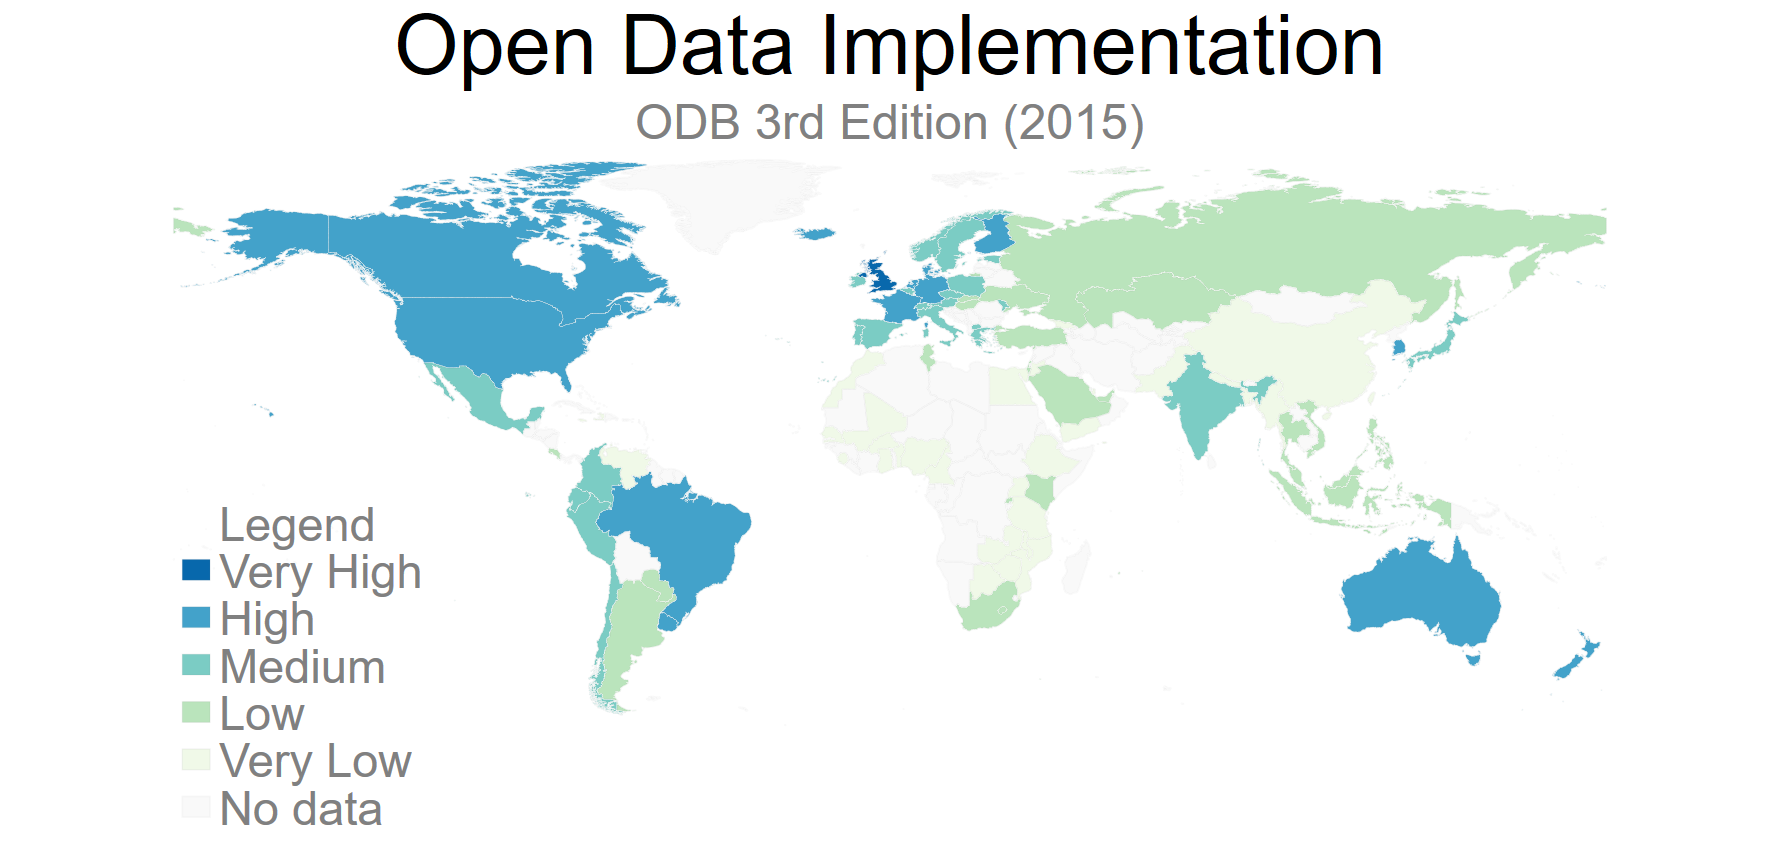 Open Data Implementation
ODB 3rd Edition (2015)
Legend
Very High
High
Medium
Low
Very Low
No data